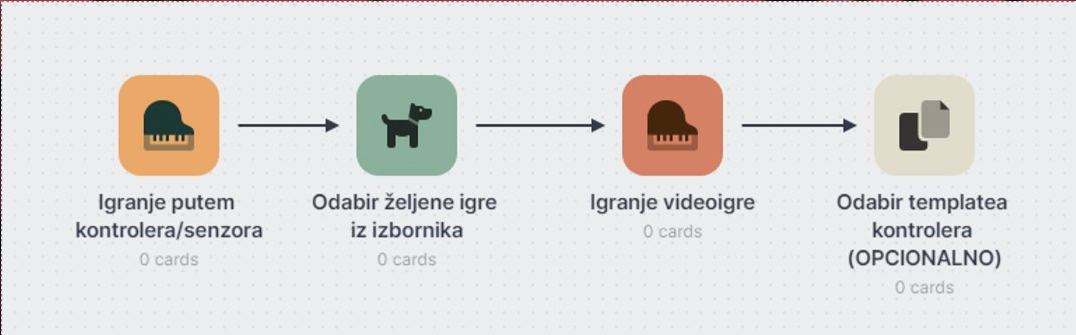 Igranje putem
kontrolera/senzora
0 cards
Odabir željene igre
iz izbornika
0 cards
Igranje videoigre
0 cards
Odabir templatea
kontrolera
(OPCIONALNO)
0 cards